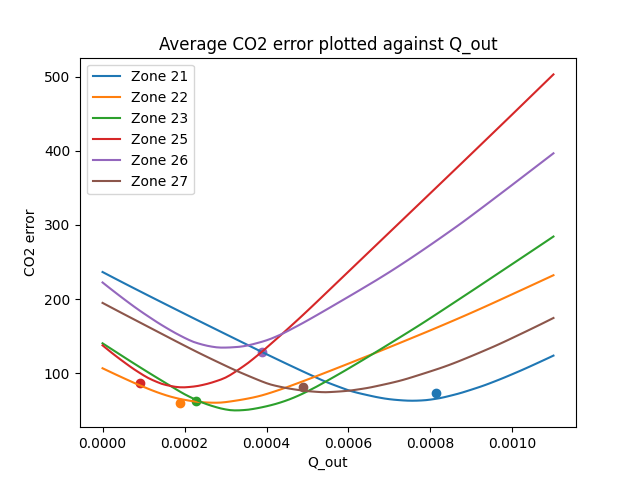 Average CO2 error plotted against Q_out
Zone 21
Zone 22
Zone 23
Zone 25
Zone 26
Zone 27
500
400
300
200
100
CO2 error
0.0000 0.0002 0.0004 0.0006 0.0008 0.0010
Q_out